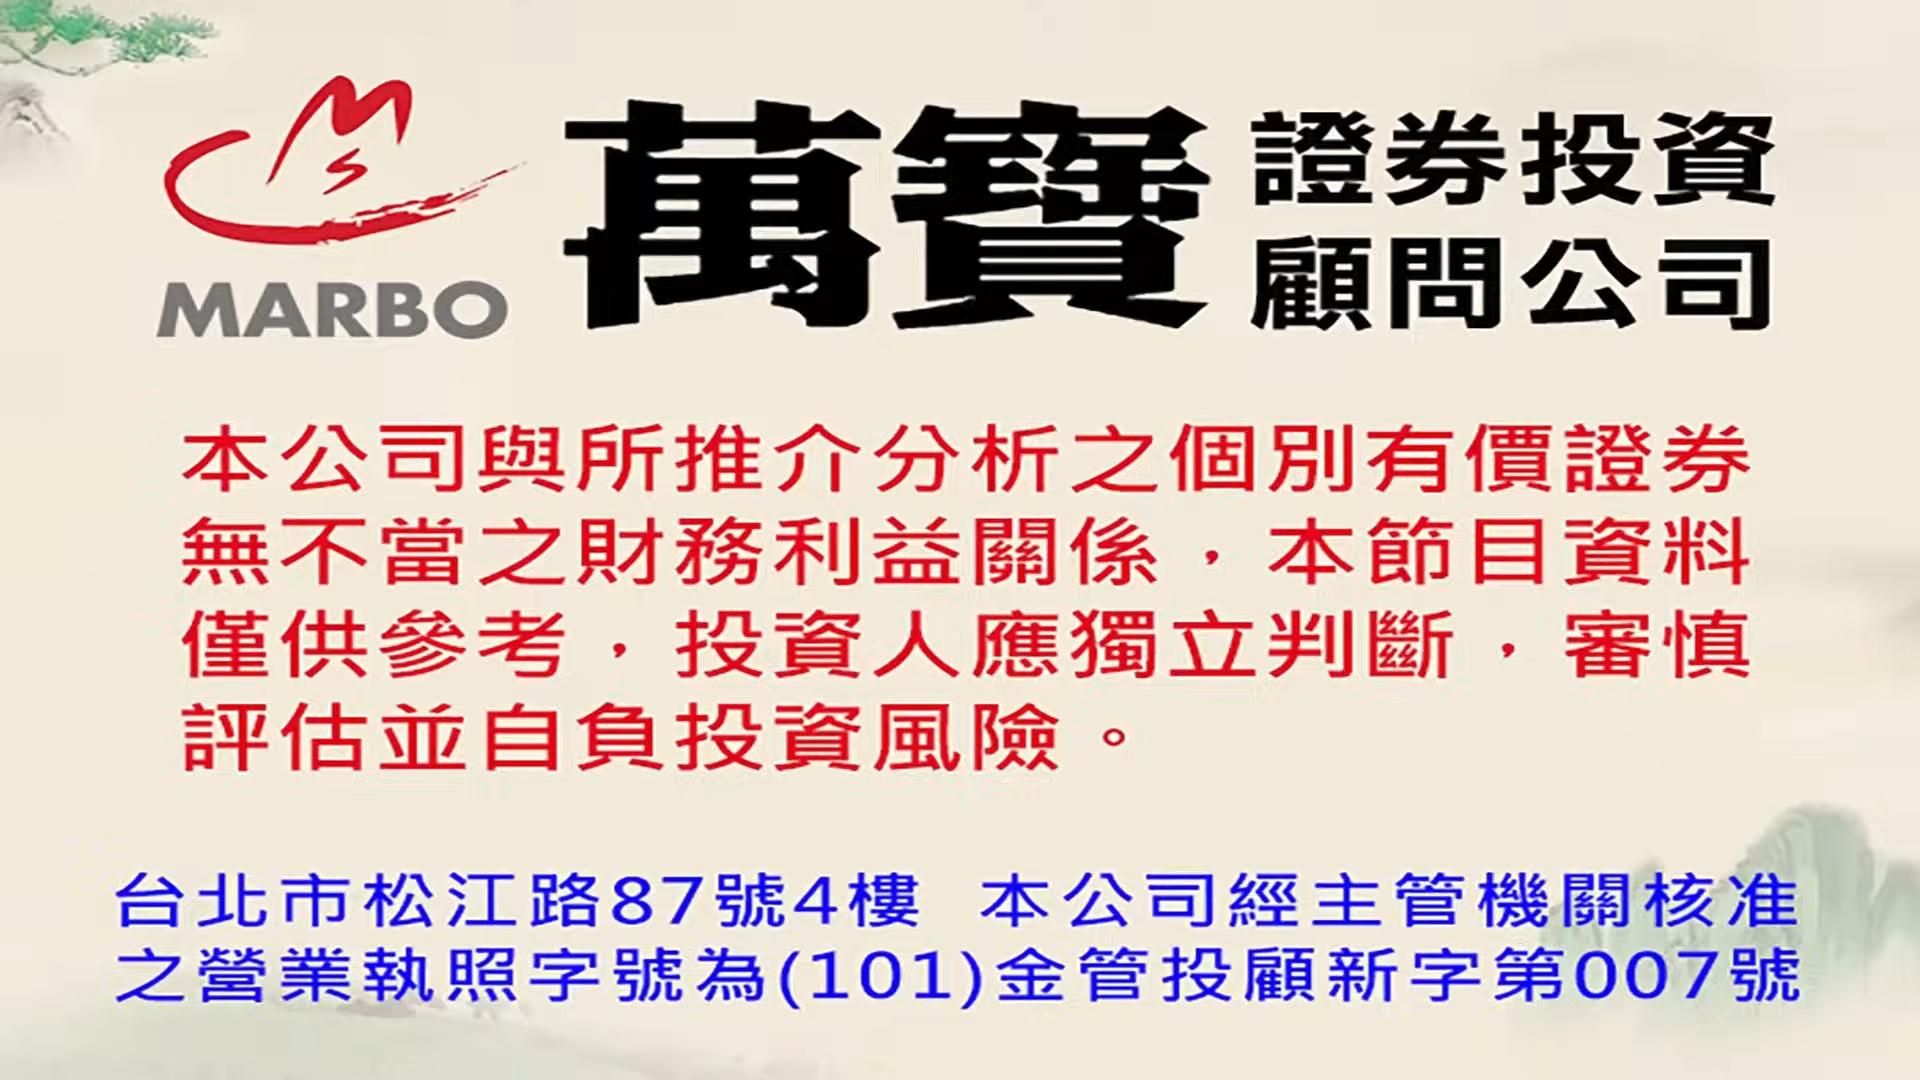 MARBO
萬寶
證券投資
顧問公司
本公司與所推介分析之個別有價證券
無不當之財務利益關係，本節目資料
僅供參考，投資人應獨立判斷，審慎
評估並自負投資風險。
台北市松江路87號4樓 本公司經主管機關核准
之營業執照字號為(101)金管投顧新字第007號